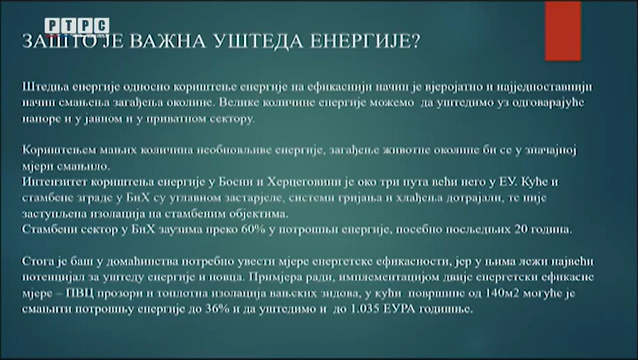 РТРС
ЗАШТО ЈЕ ВАЖНА УШТЕДА ЕНЕРГИЈЕ?
Штедња енергије односно кориштење енергије на ефикаснији начин је вјероватно и најједноставнији
начин смањења загађења околине. Велике количине енергије можемо да уштедимо уз одговарајуће
напоре и у јавном и у приватном сектору.
Кориштењем мањих количина необновљиве енергије, загађење животне околине би се у значајној
мјери смањило.
Интензитет кориштења енергије у Босни и Херцеговини је око три пута већи него у ЕУ. Куће и
стамбене зграде у БиХ су углавном застарјеле, системи гријања и хлађења дотрајали, те није
заступљена изолација на стамбеним објектима.
Стамбени сектор у БиХ заузима преко 60% у потрошњи енергије, посебно посљедњих 20 година.
Стога је баш у домаћинства потребно увести мјере енергетске ефикасности, јер у њима лежи највећи
потенцијал за уштеду енергије и новца. Примјера ради, имплементацијом двије енергетски ефикасне
мјере – ПВЦ прозори и топлотна изолација вањских зидова, у кући површине од 140м2 могуће је
смањити потрошњу енергије до 36% и да уштедимо и до 1.035 ЕУРА годишње.